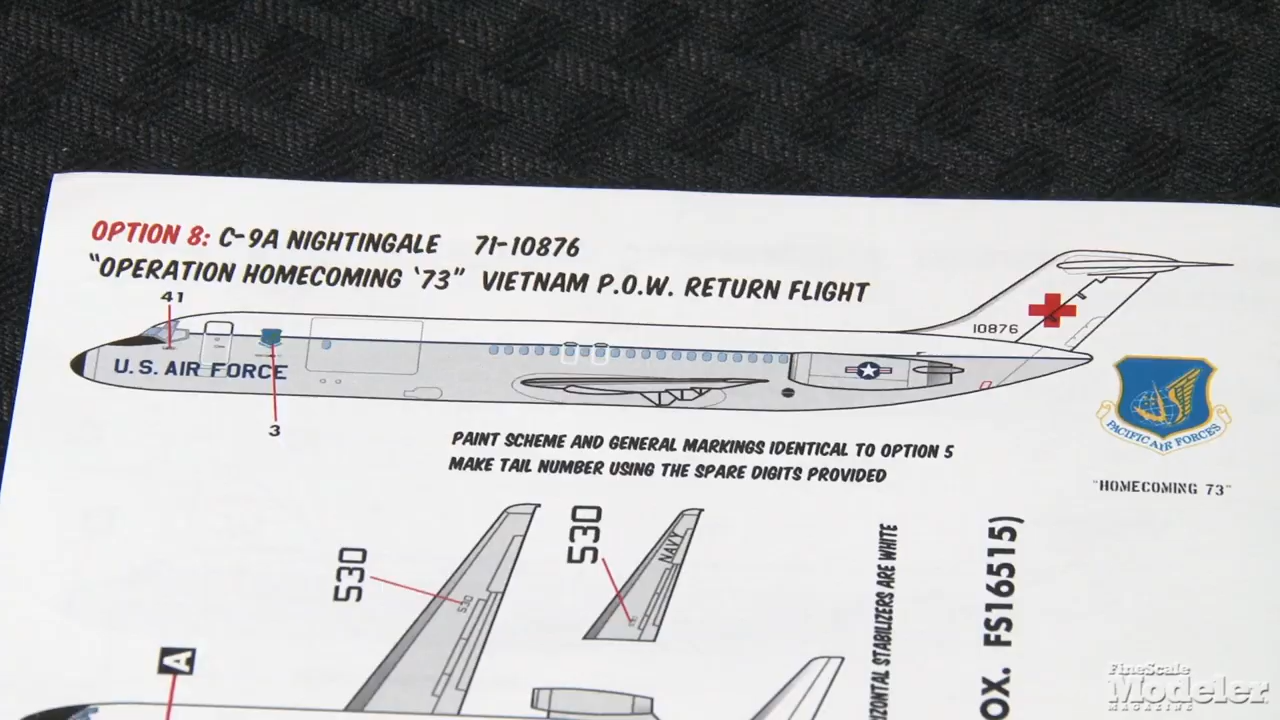 OPTION 8: C-9A NIGHTINGALE 71-10876
"OPERATION HOMECOMING '73" VIETNAM P.O.W. RETURN FLIGHT
41
10876
U.S. AIR FORCE
3
PACIFIC AIR FORCES
"HOMECOMING 73"
PAINT SCHEME AND GENERAL MARKINGS IDENTICAL TO OPTION 5
MAKE TAIL NUMBER USING THE SPARE DIGITS PROVIDED
530
530
NAVY
530
STABILIZERS ARE WHITE
FS16515)
A
FineScale
Modeler
MAGAZINE